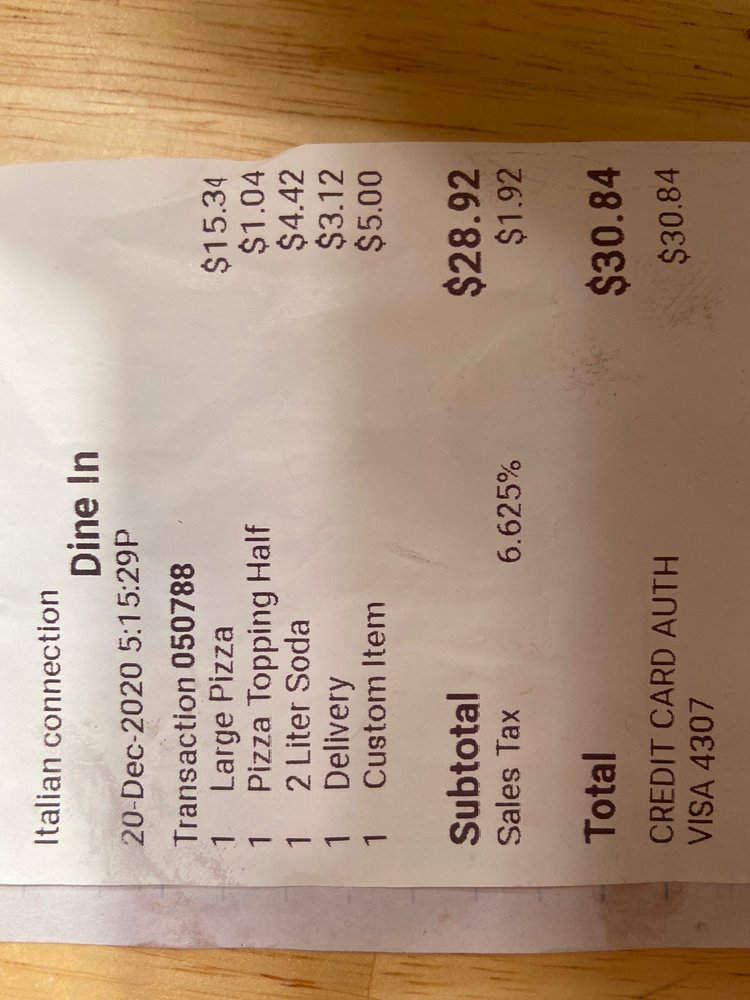 Italian connection
Dine In
20-Dec-2020 5:15:29P
Transaction 050788
1 Large Pizza $15.34
1 Pizza Topping Half $1.04
1 2 Liter Soda $4.42
1 Delivery $3.12
1 Custom Item $5.00
Subtotal $28.92
Sales Tax 6.625% $1.92
Total $30.84
CREDIT CARD AUTH $30.84
VISA 4307